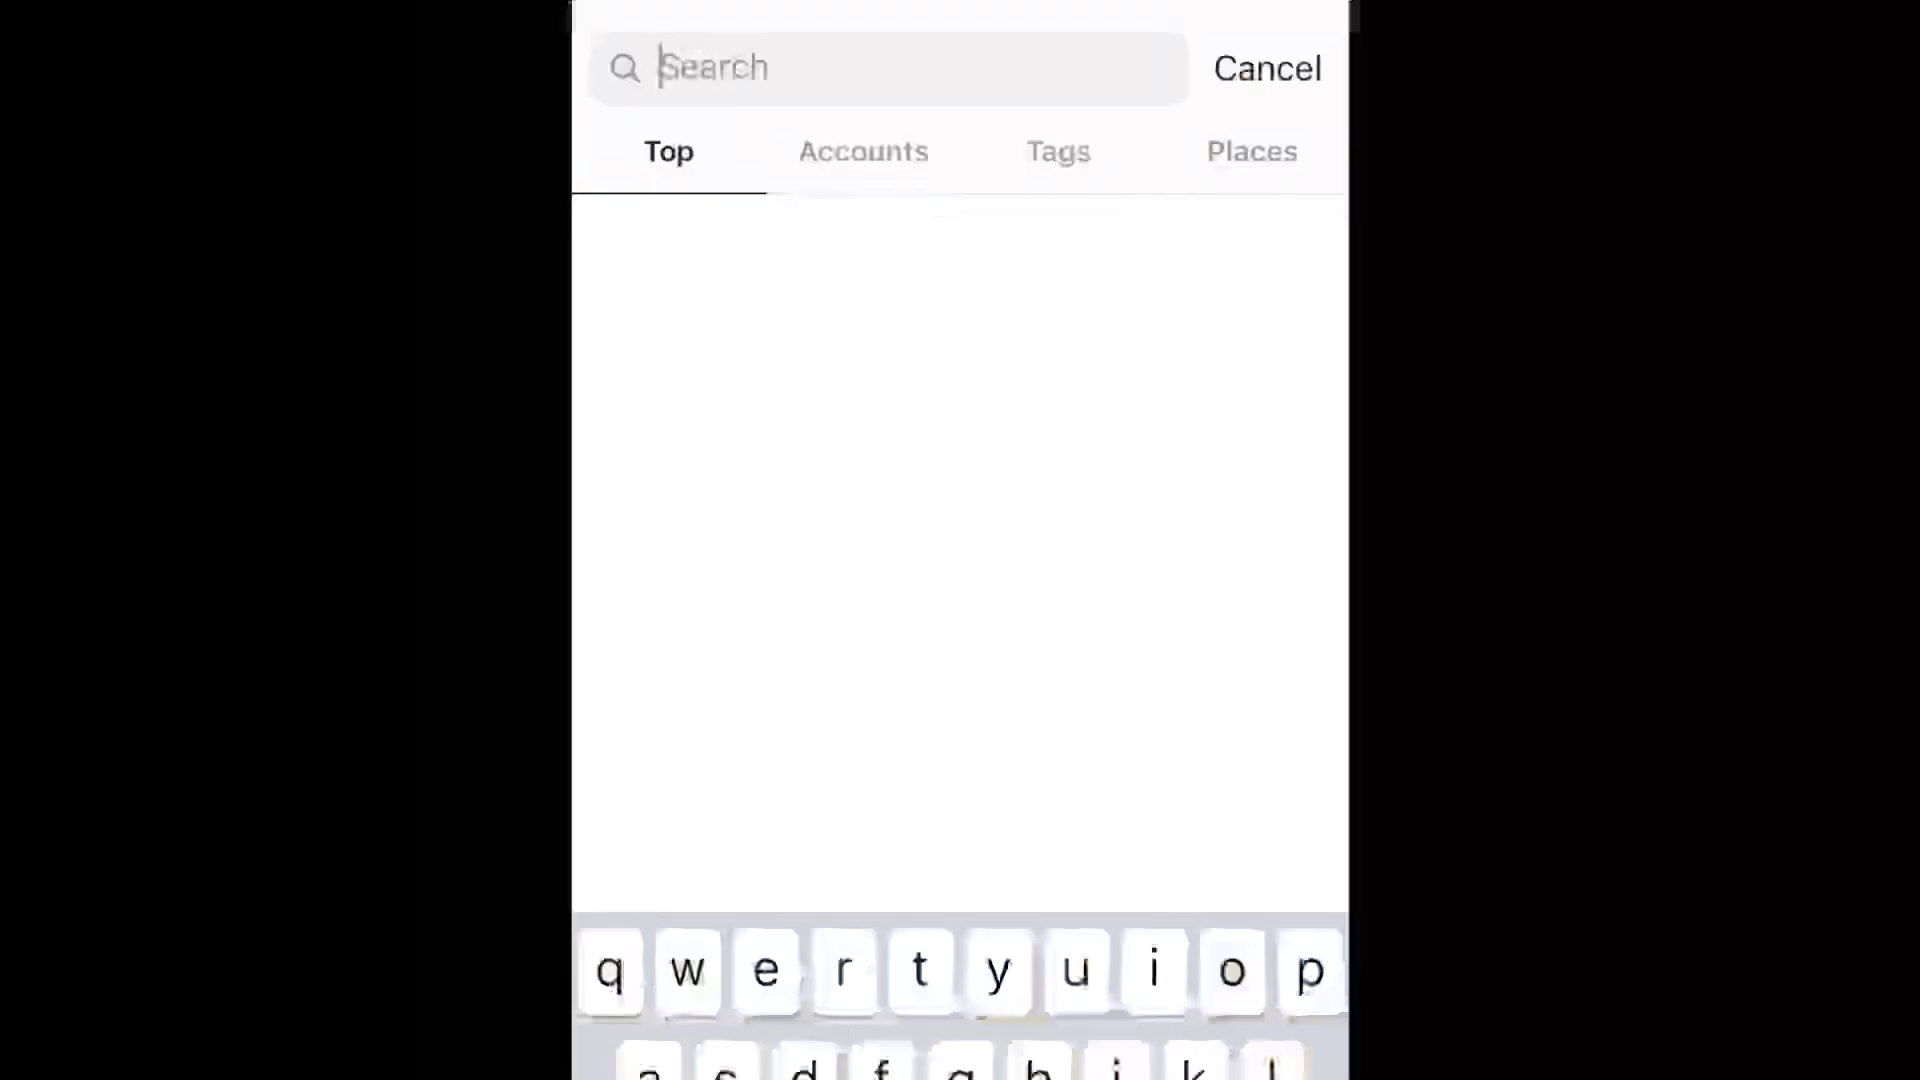 Search
Cancel
Top Accounts Tags Places
q w e r t y u i o p
a s d f g h j k l